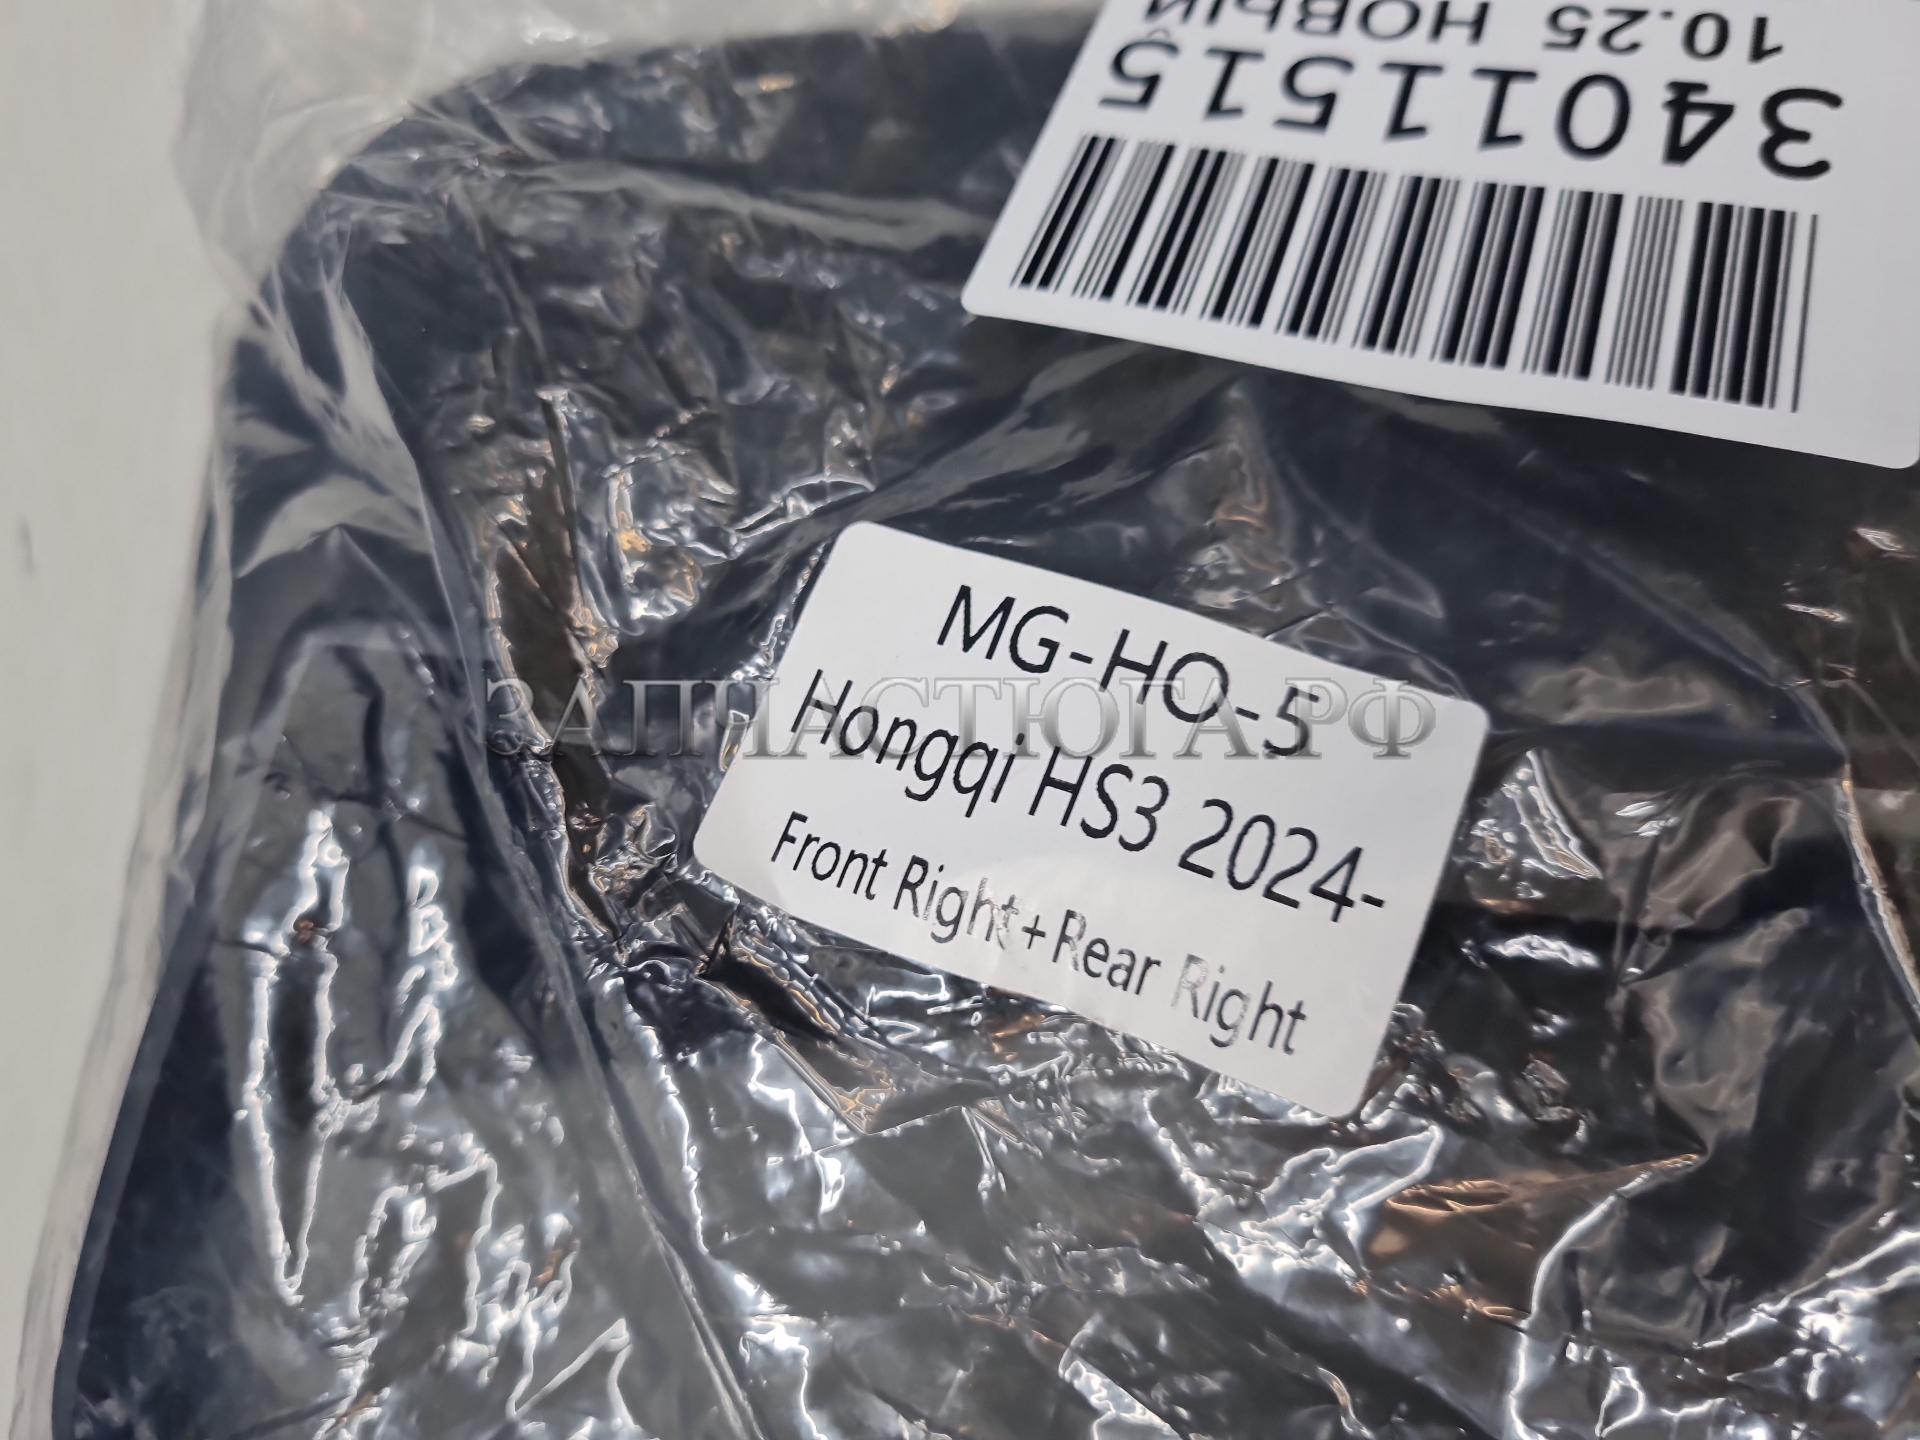 10.25 НОВЫЙ
3401515
MG-HO-5
Hongqi HS3 2024-
Front Right+Rear Right
ЗАПЧАСТЮГА.РФ